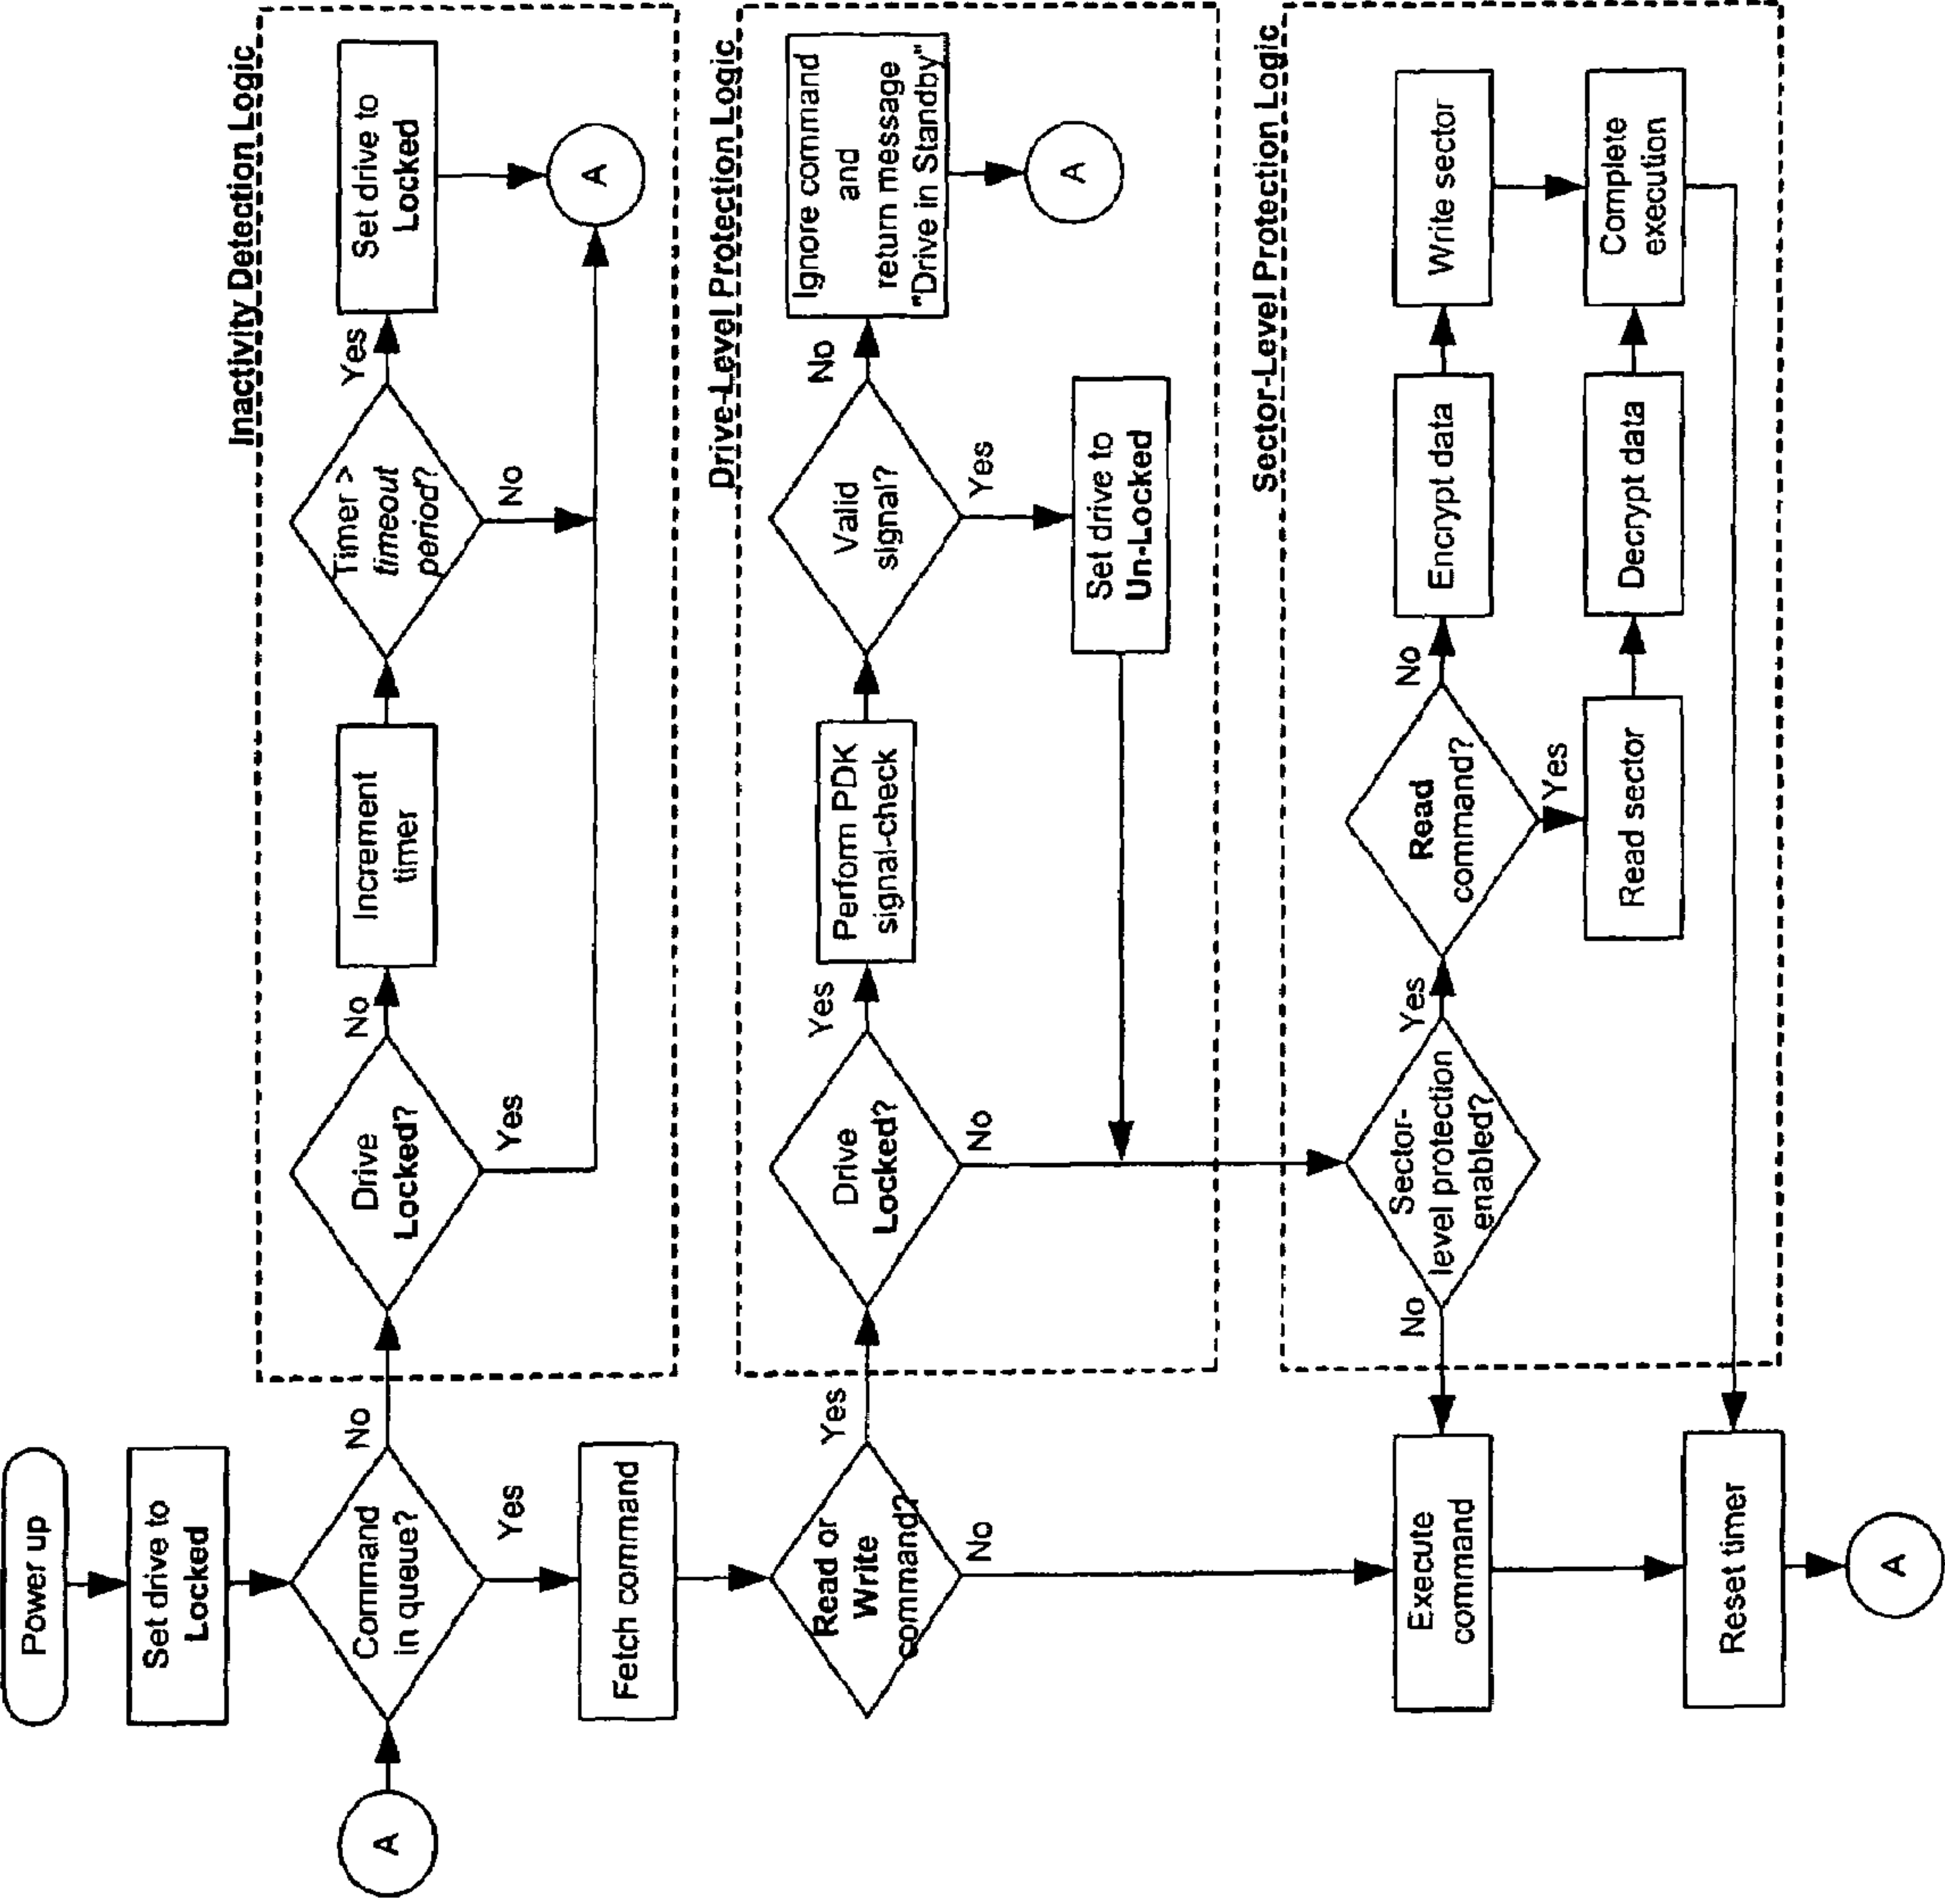 Power up
Set drive to
Locked
A
Command
in queue?
No
Yes
Inactivity Detection Logic
Drive
Locked?
No
Yes
Increment
timer
Timer >
timeout
period?
Yes
No
Set drive to
Locked
A
Fetch command
Read or
Write
command?
Yes
No
Drive-Level Protection Logic
Drive
Locked?
Yes
No
Perfom PDK
signal-check
Valid
signal?
No
Yes
Ignore command
and
return message
"Drive in Standby"
A
Set drive to
Un-Locked
Sector-Level Protection Logic
Sector-
level protection
enabled?
No
Yes
Read
command?
No
Yes
Encrypt data
Write sector
Read sector
Decrypt data
Complete
execution
Execute
command
Reset timer
A